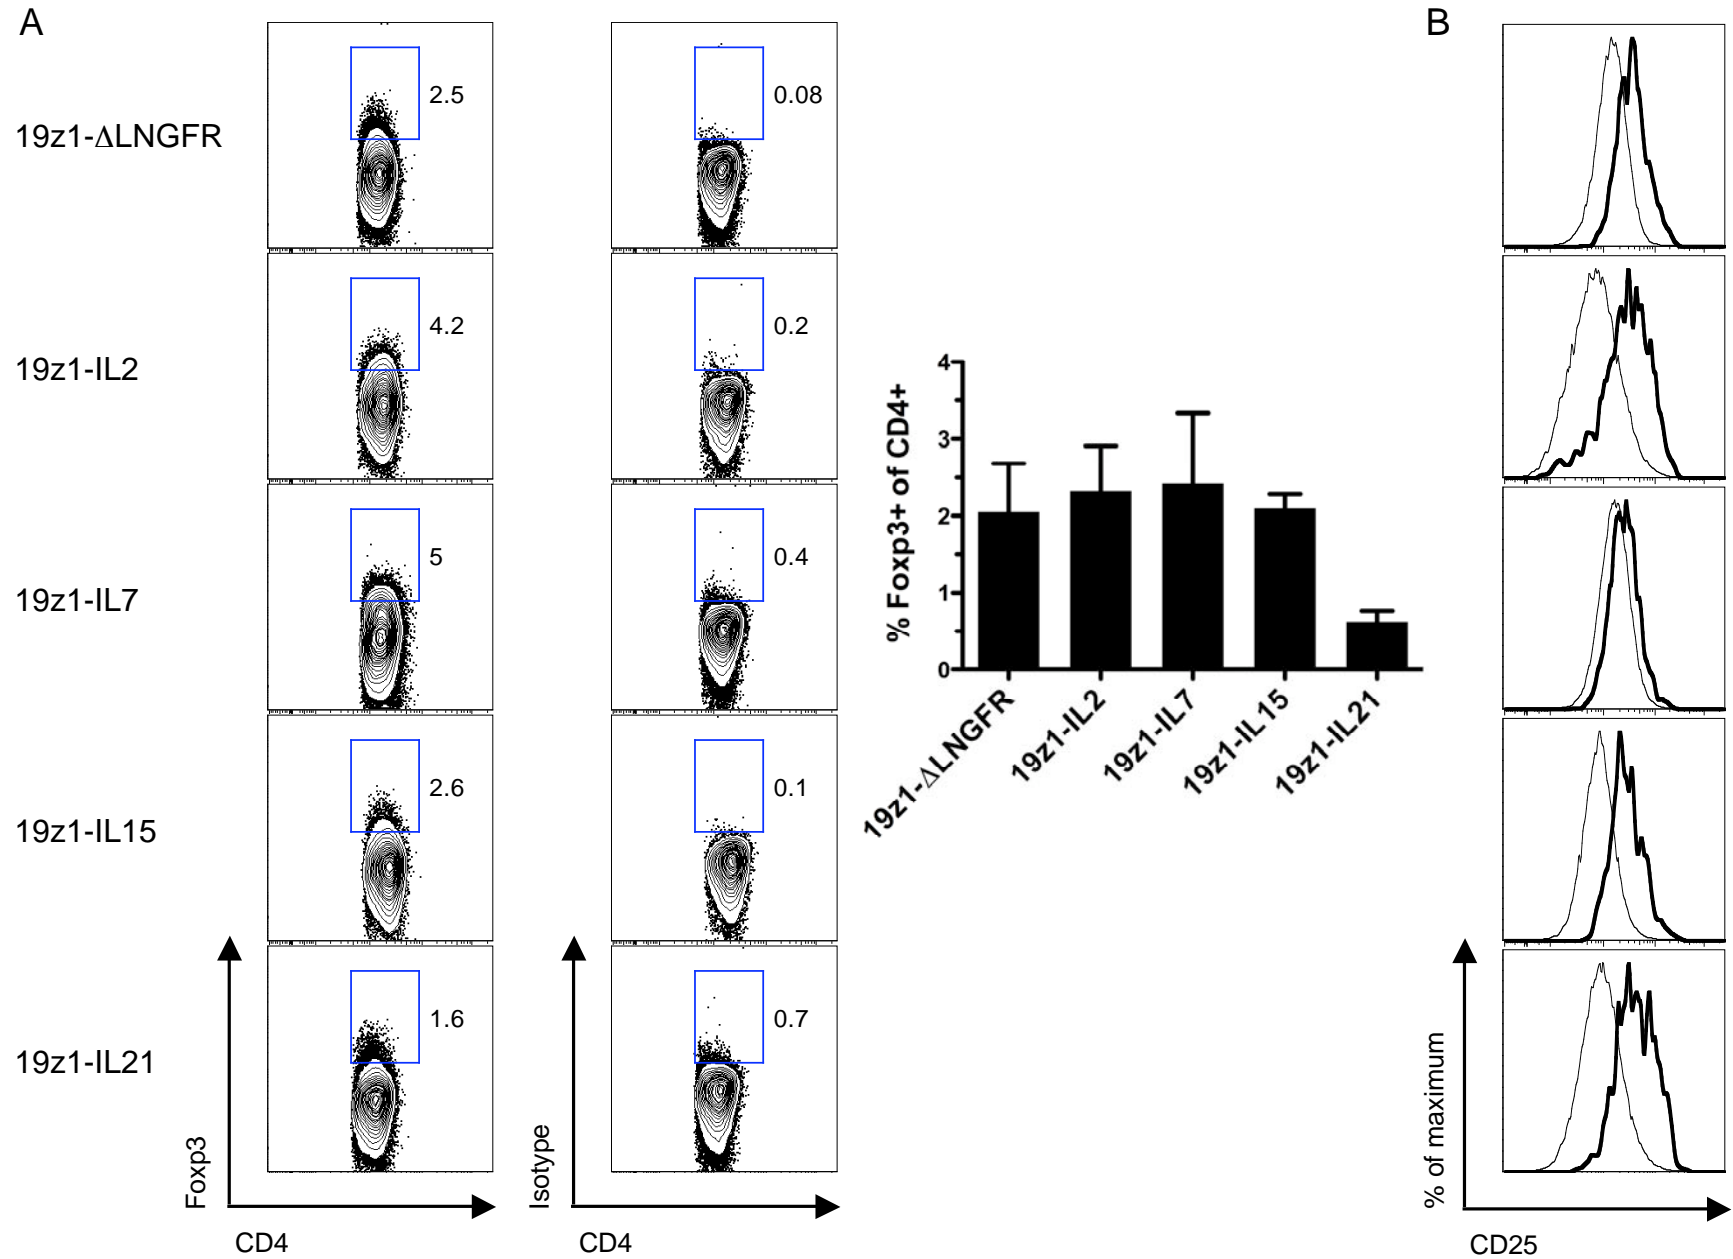 A
B
19z1-ΔLNGFR
2.5
0.08
19z1-IL2
4.2
0.2
19z1-IL7
5
0.4
19z1-IL15
2.6
0.1
19z1-IL21
1.6
0.7
Foxp3
CD4
Isotype
CD4
% Foxp3+ of CD4+
4
3
2
1
0
19z1-ΔLNGFR
19z1-IL2
19z1-IL7
19z1-IL15
19z1-IL21
% of maximum
CD25